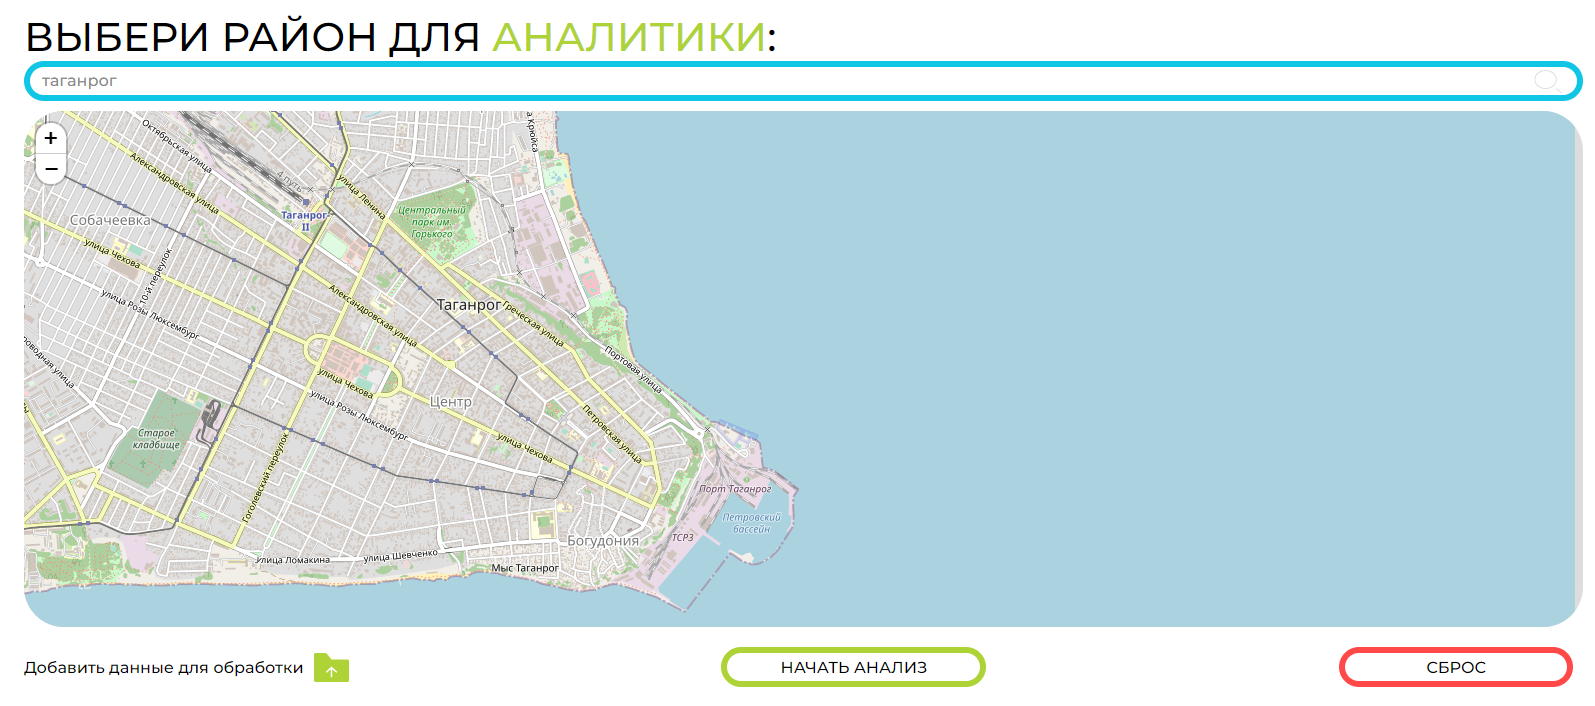 ВЫБЕРИ РАЙОН ДЛЯ АНАЛИТИКИ:
таганрог
+
−
Октябрьская улица
а Крюйса
Александровская улица
4 путь
улица Ленина
Таганрог-
II
Центральный
парк им.
Горького
Собачеевка
улица Чехова
10-й переулок
улица Розы Люксембург
Александровская улица
Таганрог
Греческая улица
Портовая улица
улица Чехова
улица Розы Люксембург
Центр
Петровская улица
улица Чехова
Старое
кладбище
Гоголевский переулок
Порт Таганрог
Петровский
бассейн
ТСРЗ
Богудония
улица Ломакина
улица Шевченко
Мыс Таганрог
Добавить данные для обработки
НАЧАТЬ АНАЛИЗ
СБРОС